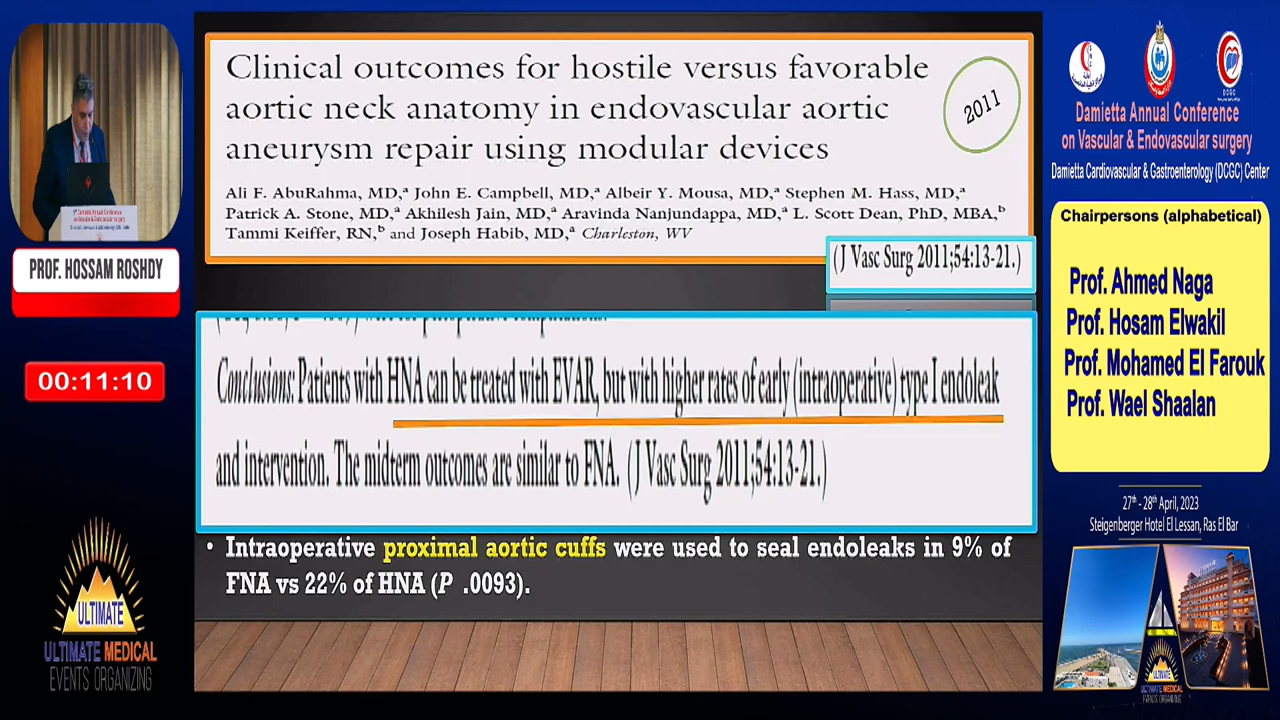 PROF. HOSSAM ROSHDY
00:11:10
ULTIMATE
ULTIMATE MEDICAL
EVENTS ORGANIZING
Clinical outcomes for hostile versus favorable
aortic neck anatomy in endovascular aortic
aneurysm repair using modular devices
2011
Ali F. AbuRahma, MD,ᵃ John E. Campbell, MD,ᵃ Albeir Y. Mousa, MD,ᵃ Stephen M. Hass, MD,ᵃ
Patrick A. Stone, MD,ᵃ Akhilesh Jain, MD,ᵃ Aravinda Nanjundappa, MD,ᵃ L. Scott Dean, PhD, MBA,ᵇ
Tammi Keiffer, RN,ᵇ and Joseph Habib, MD,ᵃ Charleston, WV
(J Vasc Surg 2011;54:13-21.)
Conclusions: Patients with HNA can be treated with EVAR, but with higher rates of early (intraoperative) type I endoleak
and intervention. The midterm outcomes are similar to FNA. (J Vasc Surg 2011;54:13-21.)
• Intraoperative proximal aortic cuffs were used to seal endoleaks in 9% of
FNA vs 22% of HNA (P .0093).
Damietta Annual Conference
on Vascular & Endovascular surgery
Damietta Cardiovascular & Gastroenterology (DCGC) Center
Chairpersons (alphabetical)
Prof. Ahmed Naga
Prof. Hosam Elwakil
Prof. Mohamed El Farouk
Prof. Wael Shaalan
27ᵗʰ - 28ᵗʰ April, 2023
Steigenberger Hotel El Lessan, Ras El Bar